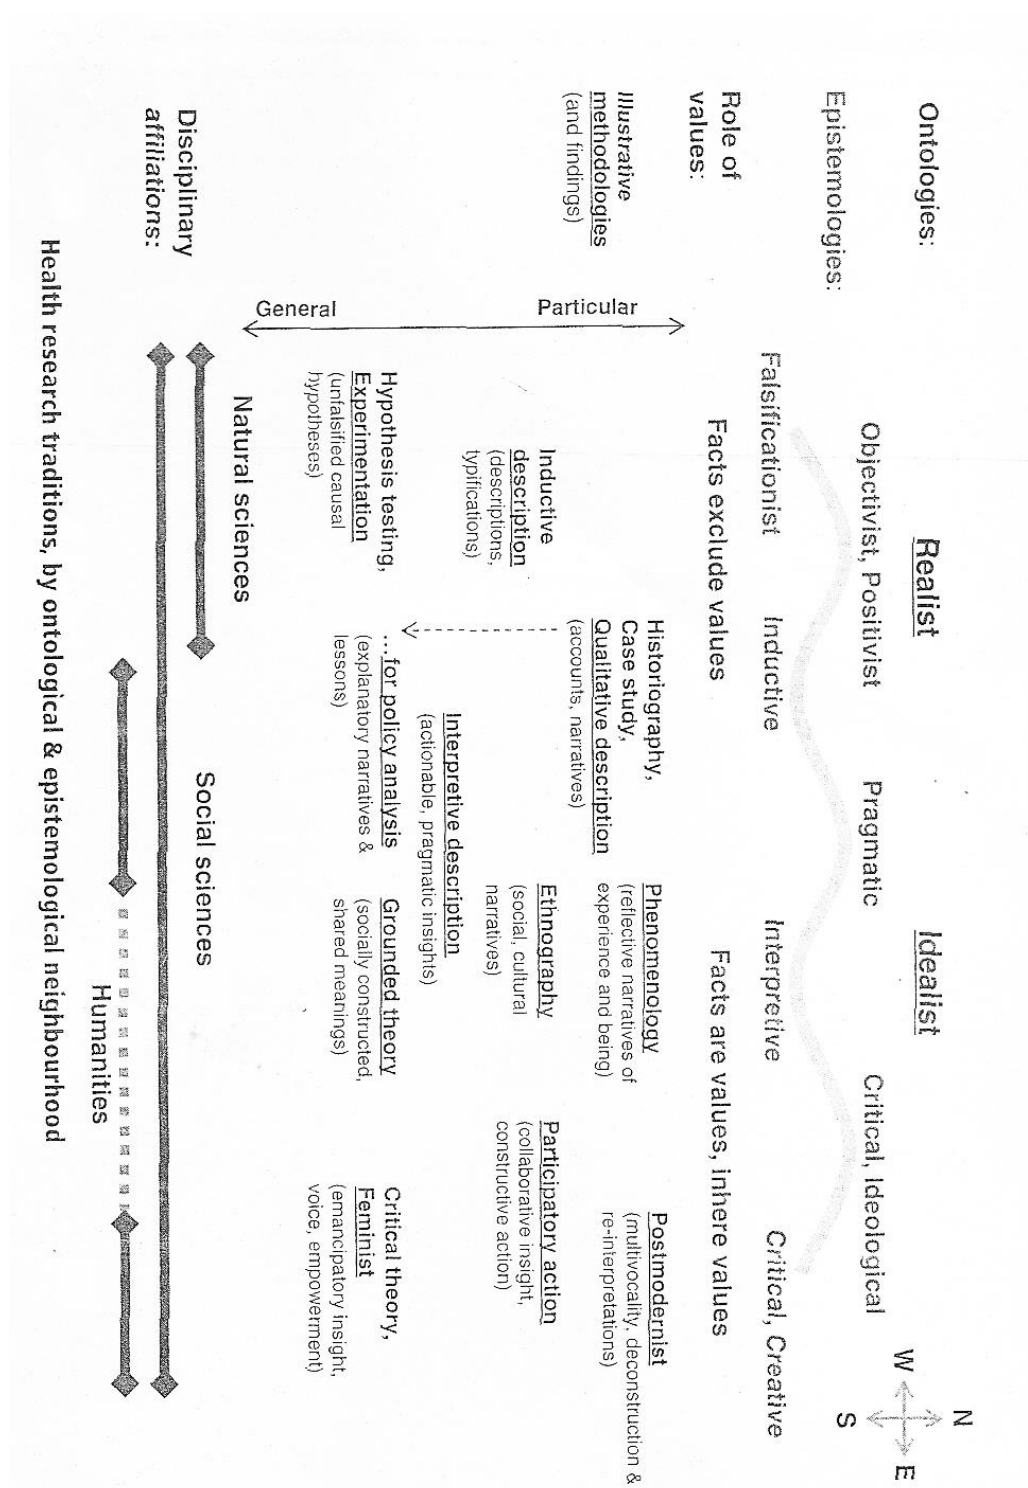 Ontologies:
Realist
Idealist
N
W
E
S
Epistemologies:
Objectivist, Positivist
Pragmatic
Critical, Ideological
Falsificationist
Inductive
Interpretive
Critical, Creative
Role of
values:
Facts exclude values
Facts are values, inhere values
Illustrative
methodologies
(and findings)
Particular
General
Historiography,
Case study,
Qualitative description
(accounts, narratives)
Phenomenology
(reflective narratives of
experience and being)
Postmodernist
(multivocality, deconstruction &
re-interpretations)
Inductive
description
(descriptions,
typifications)
Ethnography
(social, cultural
narratives)
Participatory action
(collaborative insight,
constructive action)
Interpretive description
(actionable, pragmatic insights)
Hypothesis testing,
Experimentation
(unfalsified causal
hypotheses)
...for policy analysis
(explanatory narratives &
lessons)
Grounded theory
(socially constructed,
shared meanings)
Critical theory,
Feminist
(emancipatory insight,
voice, empowerment)
Disciplinary
affiliations:
Natural sciences
Social sciences
Humanities
Health research traditions, by ontological & epistemological neighbourhood